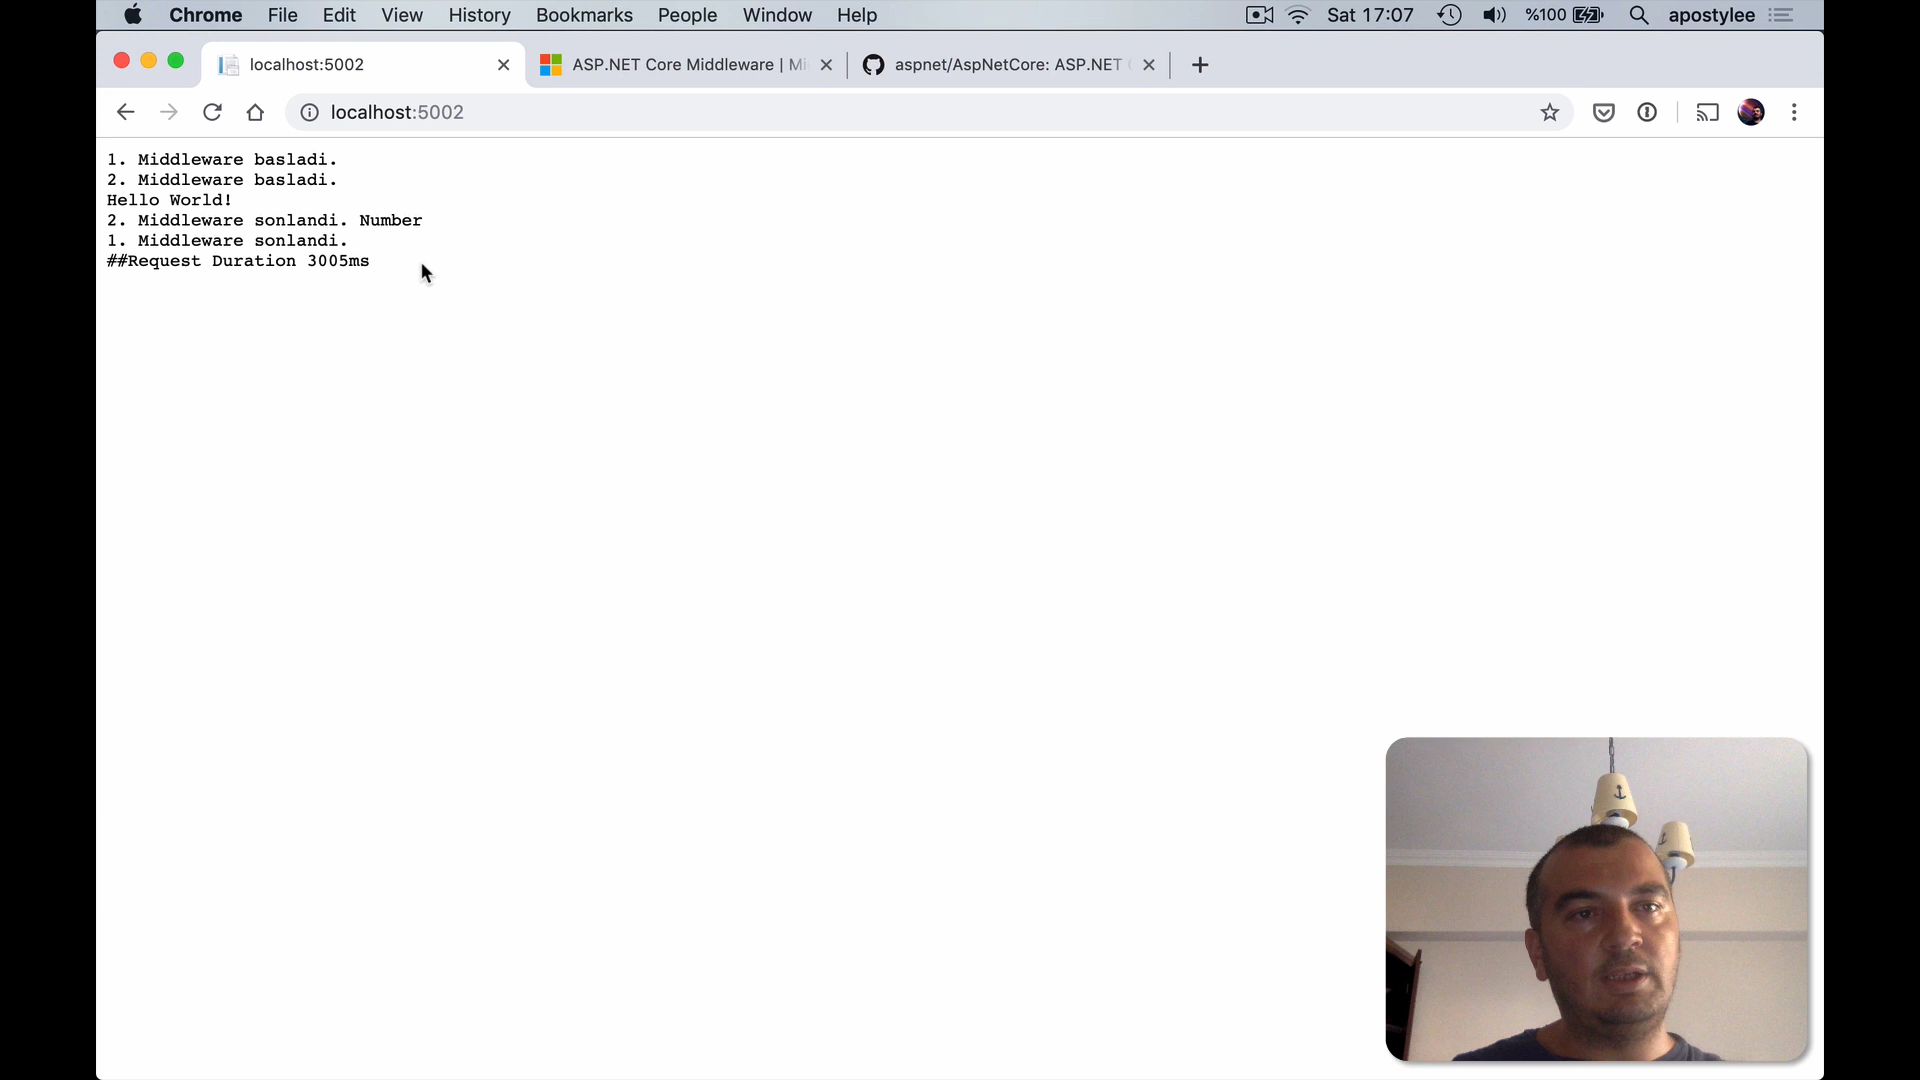 Chrome File Edit View History Bookmarks People Window Help Sat 17:07 %100 apostylee
localhost:5002 ASP.NET Core Middleware | Mi aspnet/AspNetCore: ASP.NET
localhost:5002
1. Middleware basladi.
2. Middleware basladi.
Hello World!
2. Middleware sonlandi. Number
1. Middleware sonlandi.
##Request Duration 3005ms